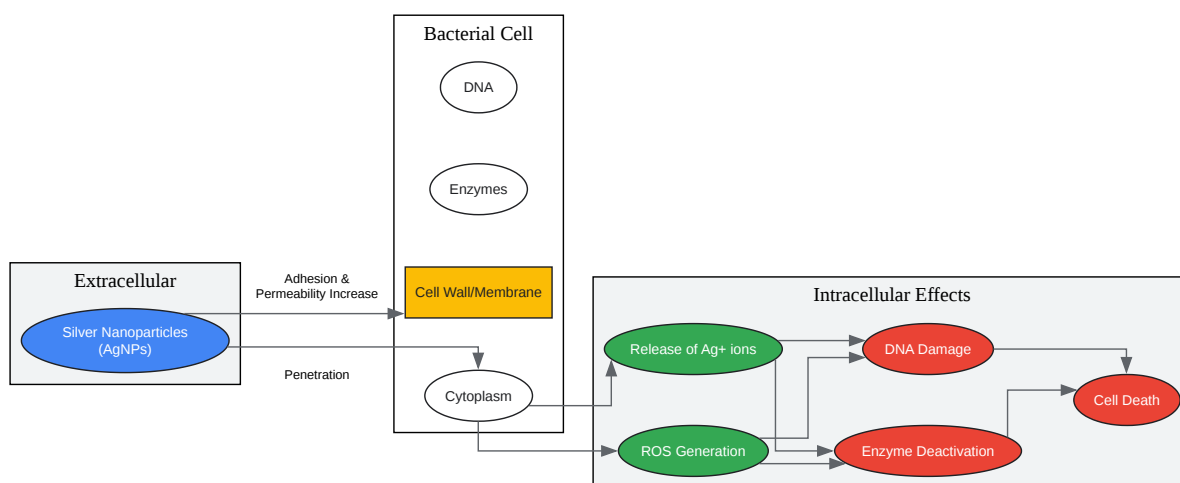 Bacterial Cell
DNA
Enzymes
Extracellular
Silver Nanoparticles
(AgNPs)
Adhesion &
Permeability Increase
Penetration
Cell Wall/Membrane
Cytoplasm
Intracellular Effects
Release of Ag+ ions
DNA Damage
Cell Death
ROS Generation
Enzyme Deactivation